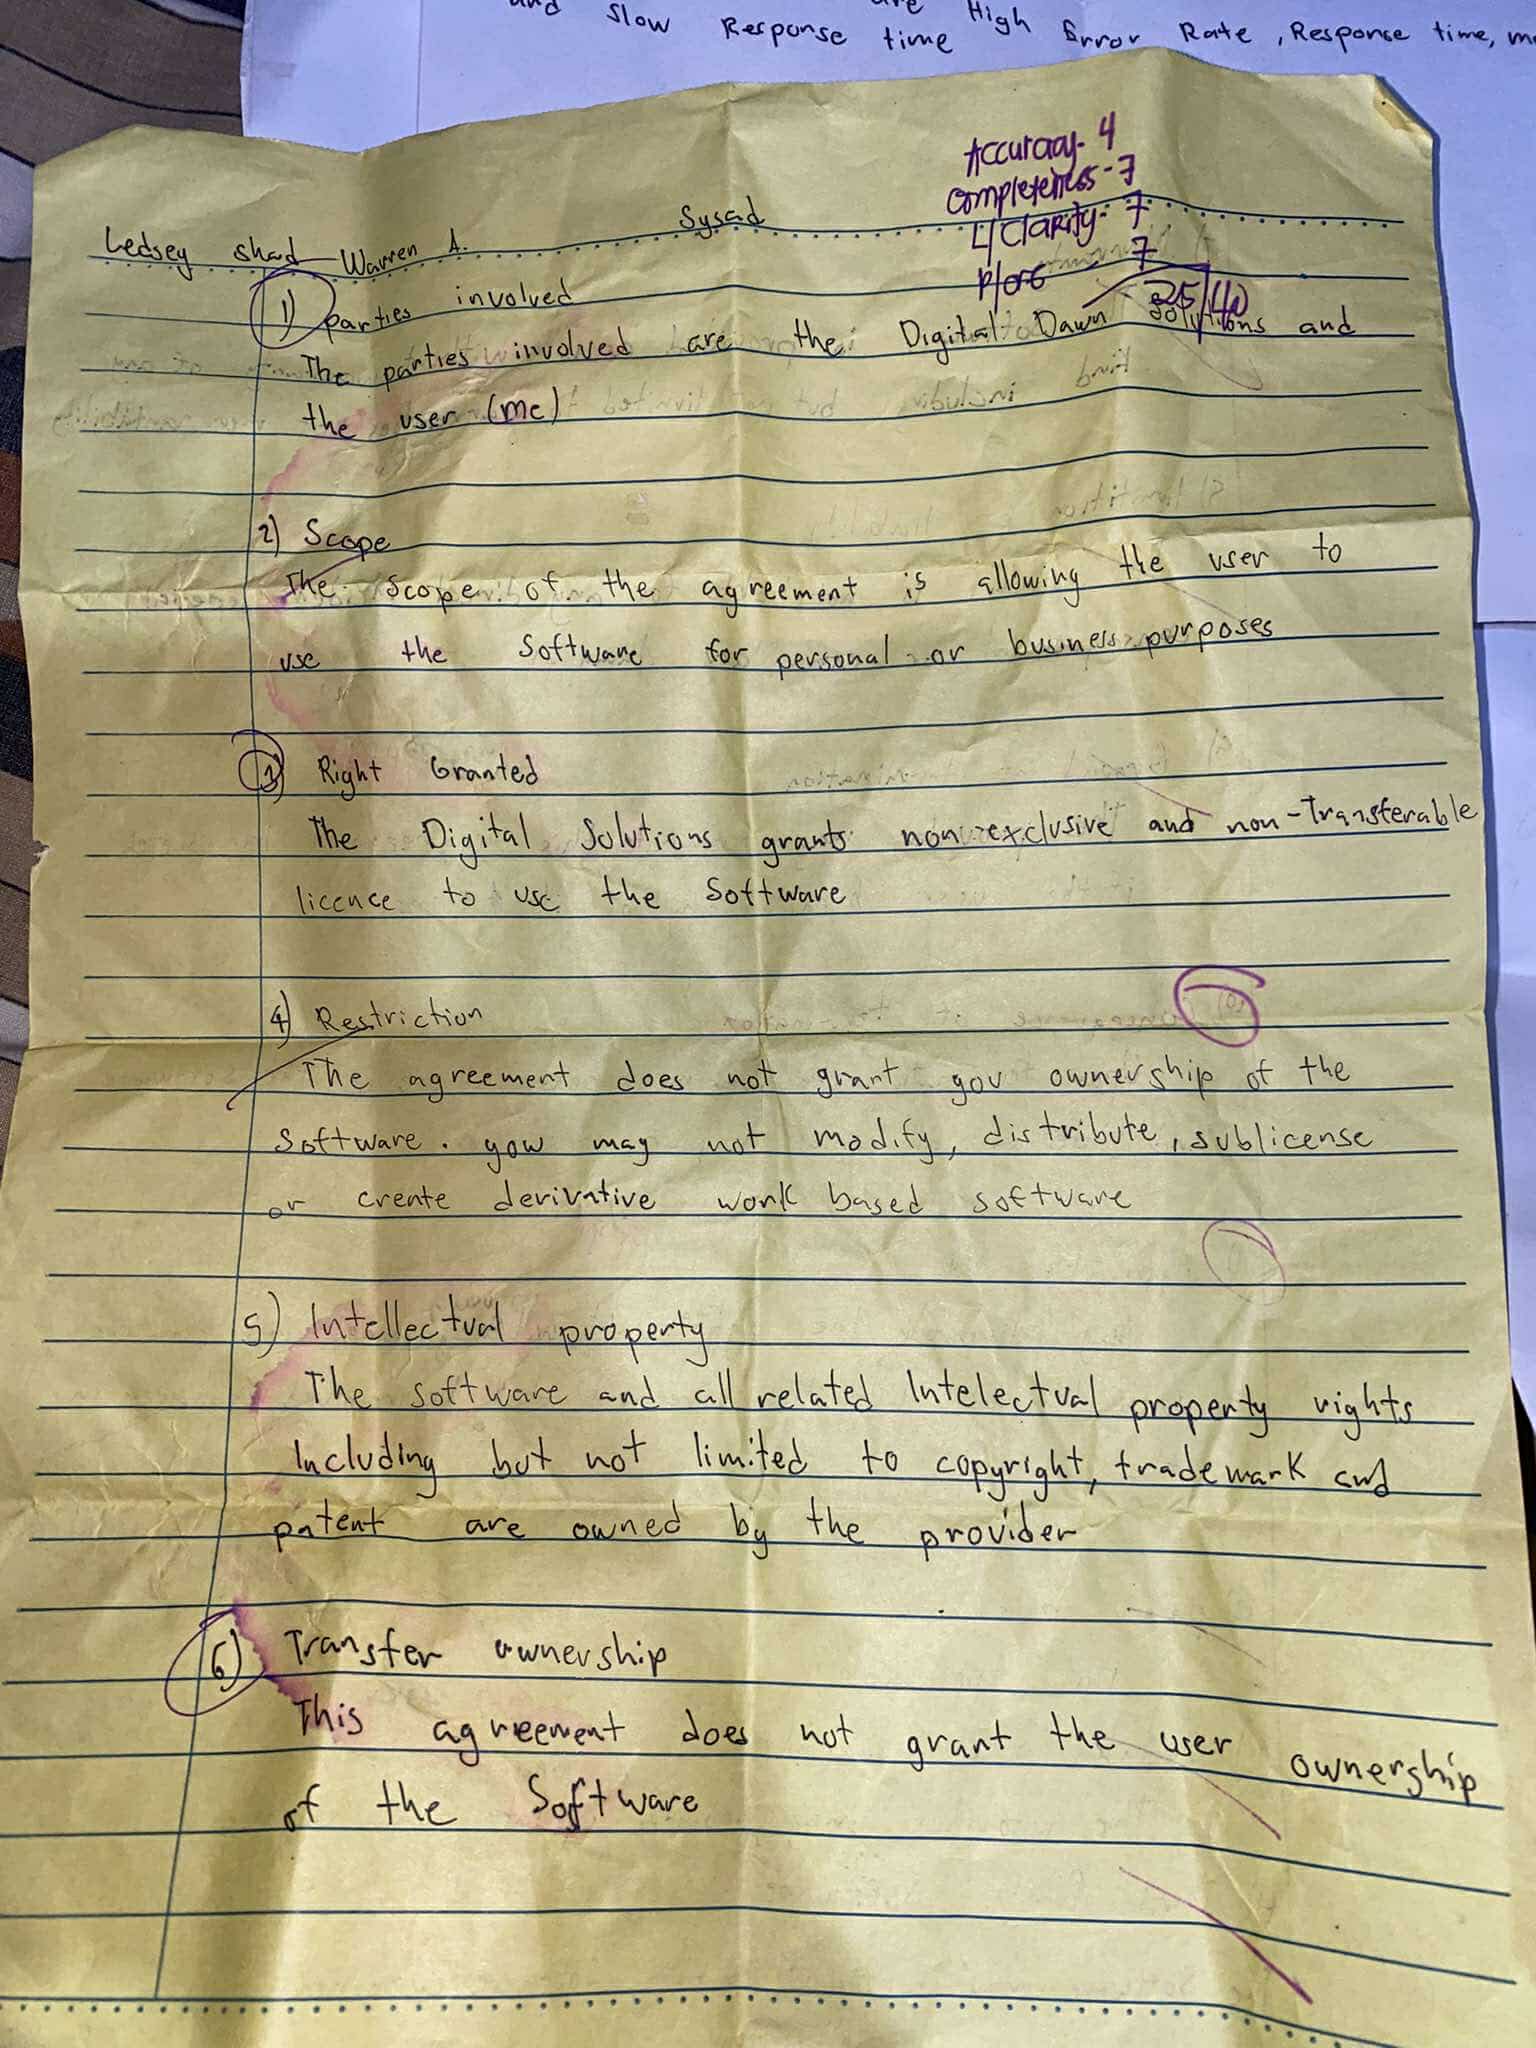 and slow Response time are High Error Rate, Response time,
Accuracy- 4
Completeness- 7
L/Clarity- 7
P/Org 7
25/40
Ledsey Shad Warren A. Sysad
1) parties involved
The parties involved are the Digital Dawn Solutions and
the user (me)
2) Scope
The scope of the agreement is allowing the user to
use the Software for personal or business purposes
3) Right Granted
The Digital Solutions grants non-exclusive and non-Transferable
licence to use the Software
4) Restriction
The agreement does not grant you ownership of the
Software. you may not modify, distribute, sublicense
or create derivative work based software
5) Intellectual property
The software and all related Intelectual property rights
Including but not limited to copyright, trademark and
patent are owned by the provider
6) Transfer ownership
This agreement does not grant the user ownership
of the Software